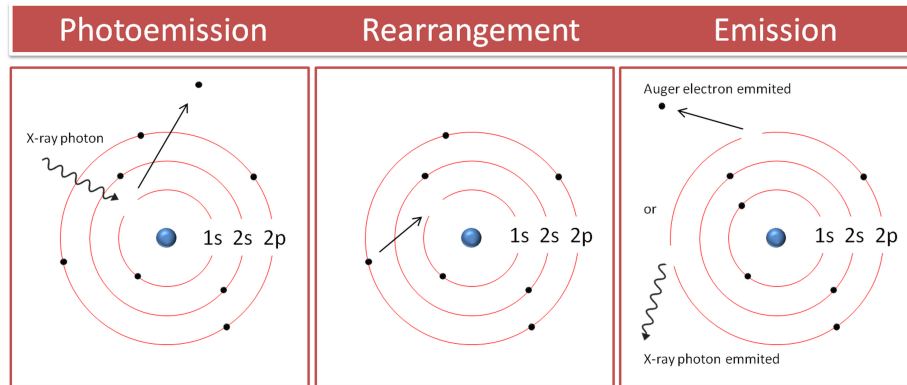 Photoemission
Rearrangement
Emission
X-ray photon
1s 2s 2p
1s 2s 2p
Auger electron emmited
or
1s 2s 2p
X-ray photon emmited